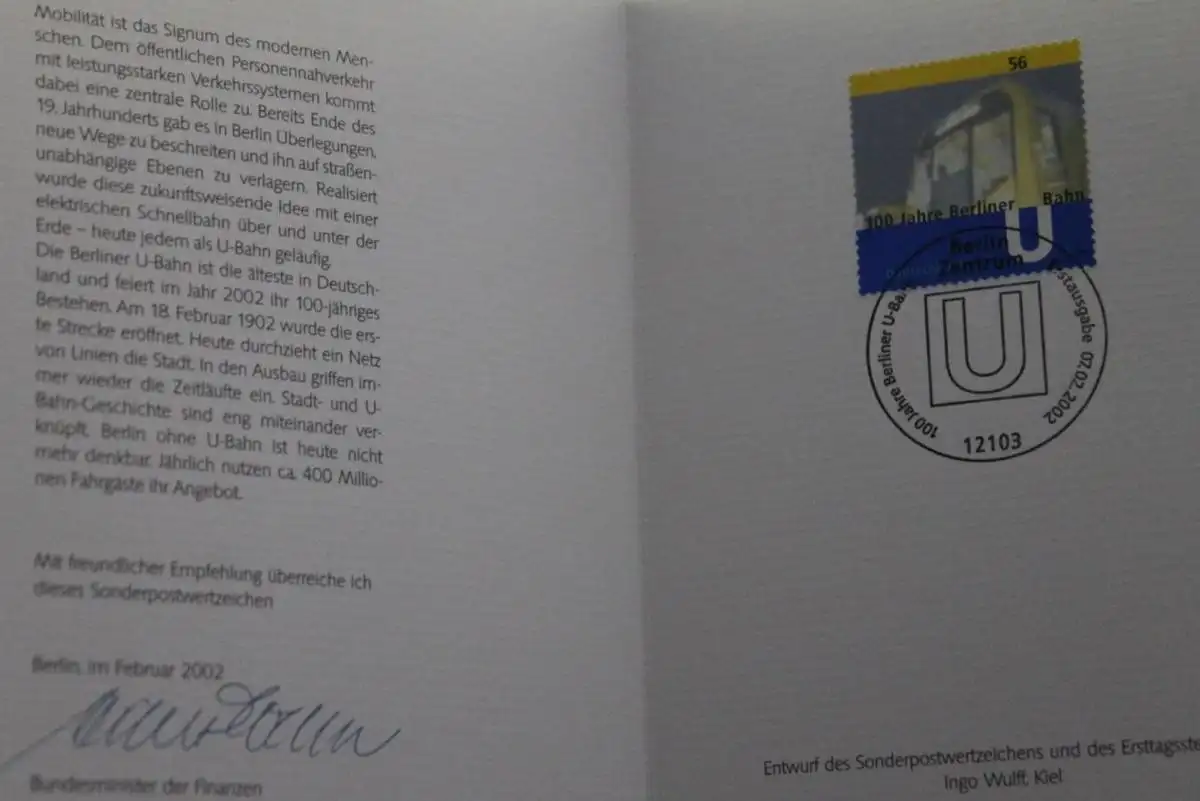 Mobilität ist das Signum des modernen Men-
schen. Dem öffentlichen Personennahverkehr
mit leistungsstarken Verkehrssystemen kommt
dabei eine zentrale Rolle zu. Bereits Ende des
19. Jahrhunderts gab es in Berlin Überlegungen,
neue Wege zu beschreiten und ihn auf straßen-
unabhängige Ebenen zu verlagern. Realisiert
wurde diese zukunftsweisende Idee mit einer
elektrischen Schnellbahn über und unter der
Erde – heute jedem als U-Bahn geläufig.
Die Berliner U-Bahn ist die älteste in Deutsch-
land und feiert im Jahr 2002 ihr 100-jähriges
Bestehen. Am 18. Februar 1902 wurde die ers-
te Strecke eröffnet. Heute durchzieht ein Netz
von Linien die Stadt. In den Ausbau griffen im-
mer wieder die Zeitläufte ein. Stadt- und U-
Bahn-Geschichte sind eng miteinander ver-
knüpft. Berlin ohne U-Bahn ist heute nicht
mehr denkbar. Jährlich nutzen ca. 400 Millio-
nen Fahrgäste ihr Angebot.
Mit freundlicher Empfehlung überreiche ich
dieses Sonderpostwertzeichen
Berlin, im Februar 2002
Bundesminister der Finanzen
56
100 Jahre Berliner U Bahn
Berlin
Zentrum
100 Jahre Berliner U-Bahn
Erstausgabe 07.02.2002
U
12103
Entwurf des Sonderpostwertzeichens und des Ersttagsste
Ingo Wulff, Kiel